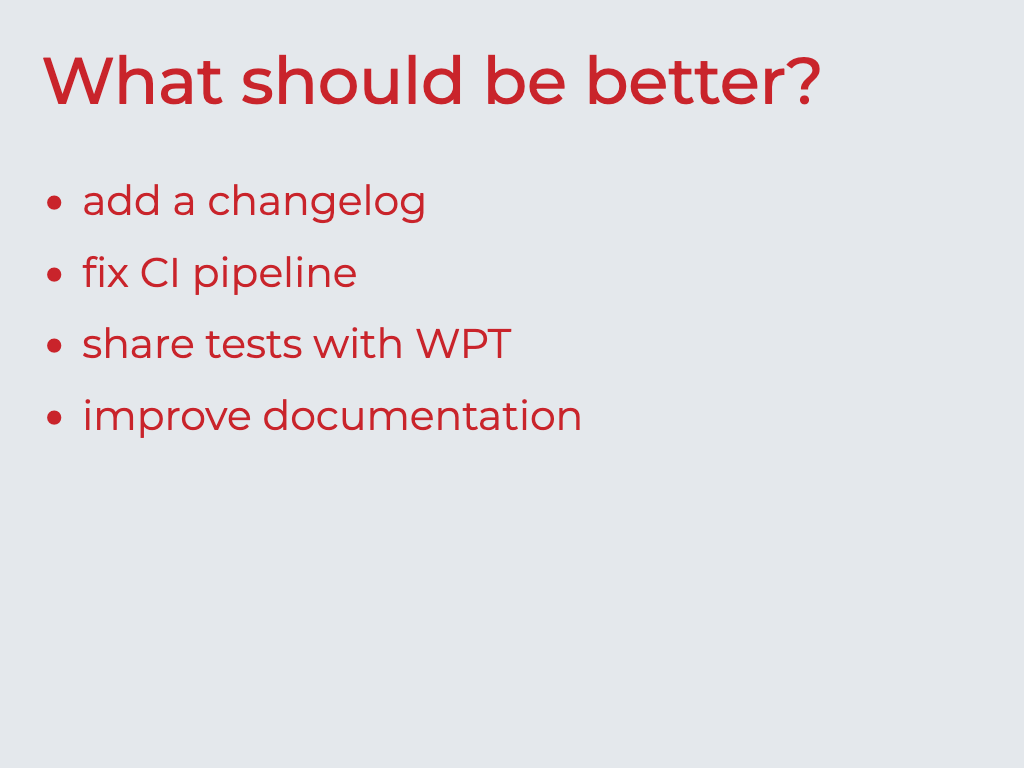 What should be better?
• add a changelog
• fix CI pipeline
• share tests with WPT
• improve documentation